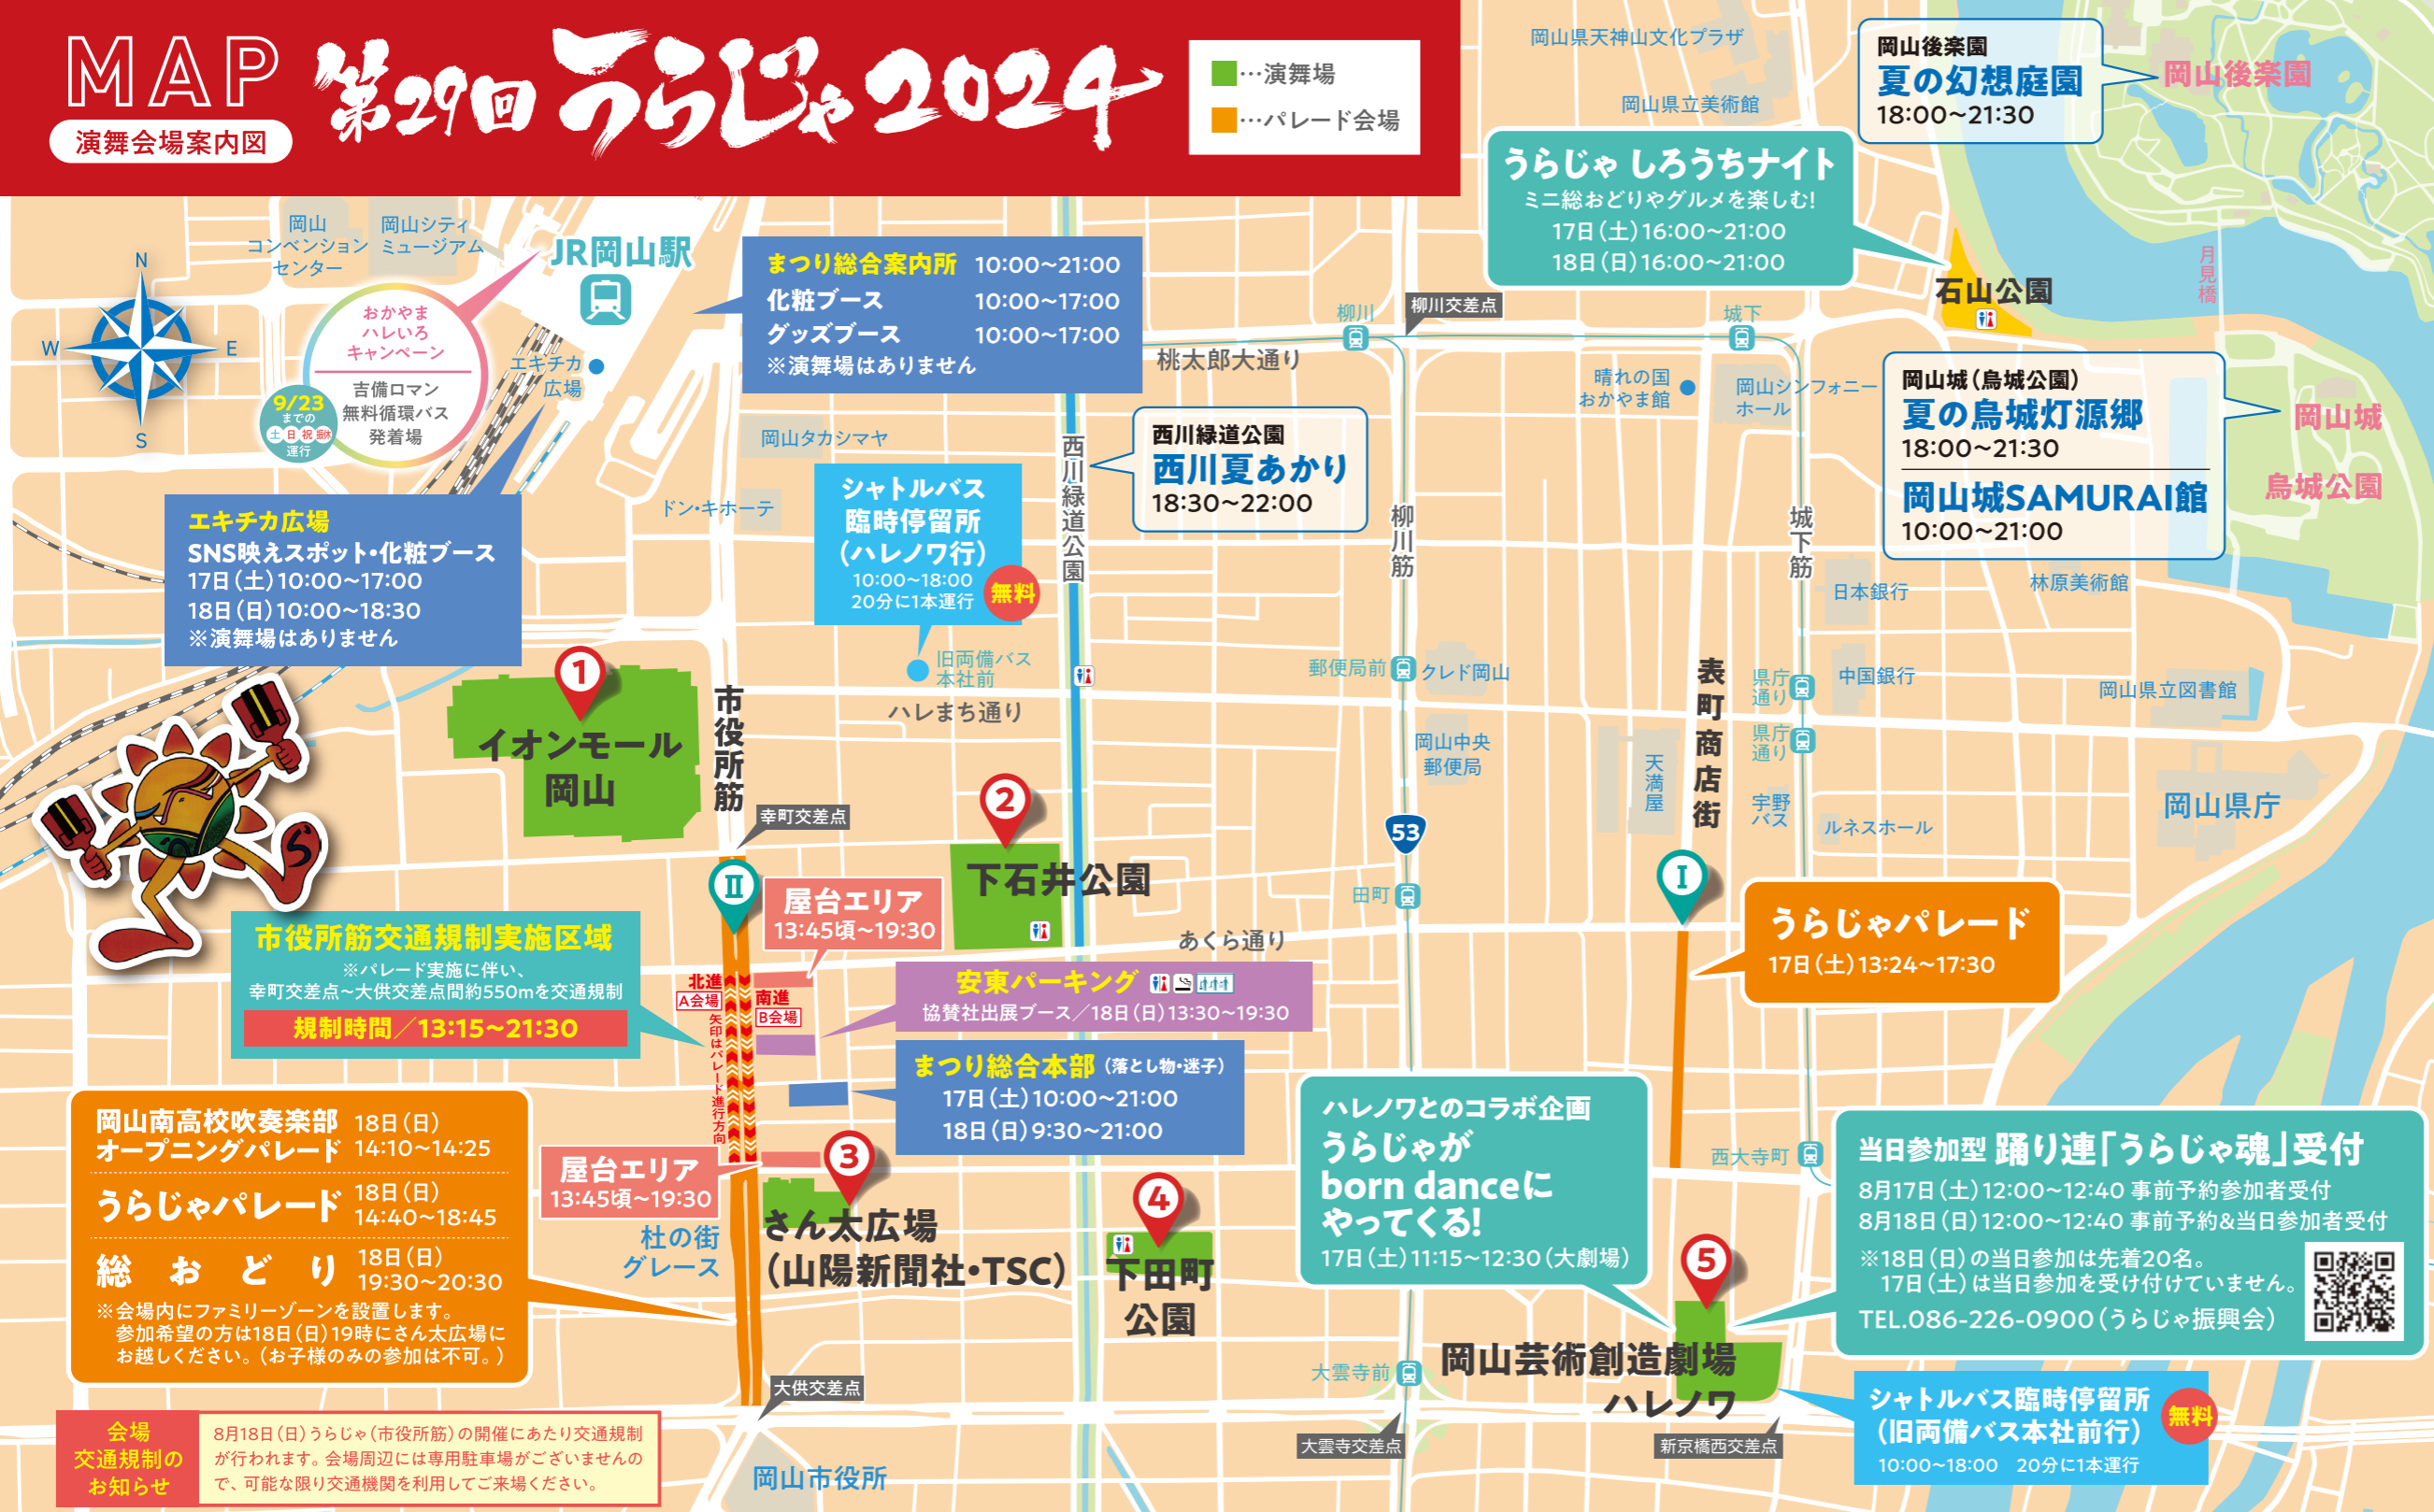 MAP
演舞会場案内図
第29回 うらじゃ 2024
…演舞場
…パレード会場
岡山県天神山文化プラザ
岡山県立美術館
岡山後楽園
夏の幻想庭園
18:00~21:30
岡山後楽園
うらじゃ しろうちナイト
ミニ総おどりやグルメを楽しむ!
17日(土)16:00~21:00
18日(日)16:00~21:00
石山公園
月見橋
N
W
E
S
岡山
コンベンション
センター
岡山シティ
ミュージアム
JR岡山駅
おかやま
ハレいろ
キャンペーン
吉備ロマン
無料循環バス
発着場
9/23
までの
土 日 祝 振休
運行
エキチカ
広場
まつり総合案内所 10:00~21:00
化粧ブース 10:00~17:00
グッズブース 10:00~17:00
※演舞場はありません
柳川
柳川交差点
城下
桃太郎大通り
晴れの国
おかやま館
岡山シンフォニー
ホール
岡山城(烏城公園)
夏の烏城灯源郷
18:00~21:30
岡山城SAMURAI館
10:00~21:00
岡山城
烏城公園
岡山タカシマヤ
ドン・キホーテ
西川緑道公園
西川緑道公園
西川夏あかり
18:30~22:00
シャトルバス
臨時停留所
(ハレノワ行)
10:00~18:00
20分に1本運行
無料
旧両備バス
本社前
柳川筋
城下筋
日本銀行
林原美術館
エキチカ広場
SNS映えスポット・化粧ブース
17日(土)10:00~17:00
18日(日)10:00~18:30
※演舞場はありません
1
イオンモール
岡山
市役所筋
ハレまち通り
郵便局前
クレド岡山
岡山中央
郵便局
表町商店街
県庁
通り
県庁
通り
中国銀行
岡山県立図書館
天満屋
宇野
バス
ルネスホール
岡山県庁
幸町交差点
2
下石井公園
53
田町
あくら通り
Ⅰ
うらじゃパレード
17日(土)13:24~17:30
Ⅱ
屋台エリア
13:45頃~19:30
市役所筋交通規制実施区域
※パレード実施に伴い、
幸町交差点~大供交差点間約550mを交通規制
規制時間/13:15~21:30
北進
A会場
南進
B会場
矢印はパレード進行方向
安東パーキング
協賛社出展ブース/18日(日)13:30~19:30
まつり総合本部(落とし物・迷子)
17日(土)10:00~21:00
18日(日)9:30~21:00
岡山南高校吹奏楽部
オープニングパレード
18日(日)
14:10~14:25
うらじゃパレード
18日(日)
14:40~18:45
総おどり
18日(日)
19:30~20:30
※会場内にファミリーゾーンを設置します。
参加希望の方は18日(日)19時にさん太広場に
お越しください。(お子様のみの参加は不可。)
屋台エリア
13:45頃~19:30
杜の街
グレース
3
さん太広場
(山陽新聞社・TSC)
4
下田町
公園
ハレノワとのコラボ企画
うらじゃが
born danceに
やってくる!
17日(土)11:15~12:30(大劇場)
西大寺町
当日参加型 踊り連「うらじゃ魂」受付
8月17日(土)12:00~12:40 事前予約参加者受付
8月18日(日)12:00~12:40 事前予約&当日参加者受付
※18日(日)の当日参加は先着20名。
17日(土)は当日参加を受け付けていません。
TEL.086-226-0900(うらじゃ振興会)
5
岡山芸術創造劇場
ハレノワ
シャトルバス臨時停留所
(旧両備バス本社前行)
10:00~18:00 20分に1本運行
無料
大雲寺前
大雲寺交差点
新京橋西交差点
大供交差点
岡山市役所
会場
交通規制の
お知らせ
8月18日(日)うらじゃ(市役所筋)の開催にあたり交通規制
が行われます。会場周辺には専用駐車場がございませんの
で、可能な限り交通機関を利用してご来場ください。